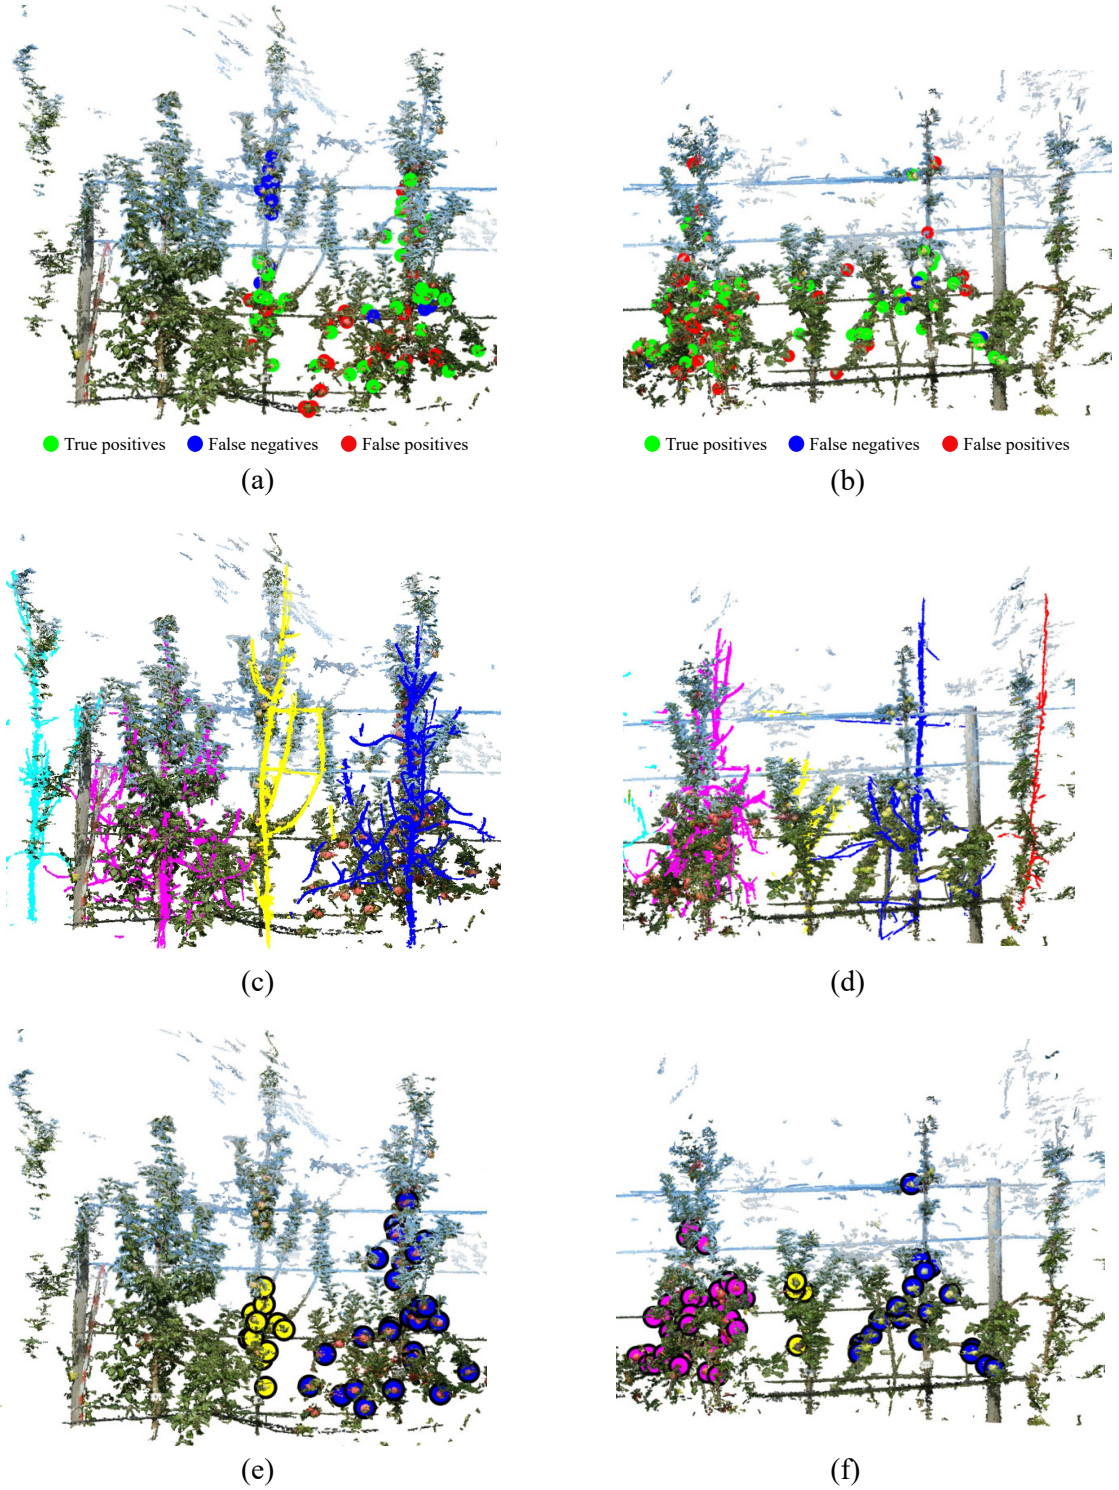 True positives False negatives False positives
True positives False negatives False positives
(a)
(b)
(c)
(d)
(e)
(f)